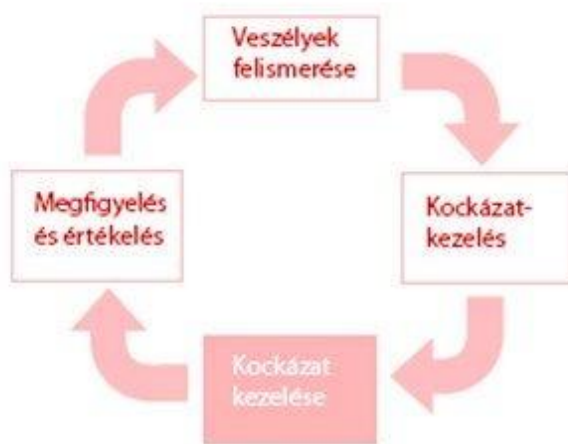 Veszélyek
felismerése
Kockázat-
kezelés
Kockázat
kezelése
Megfigyelés
és értékelés